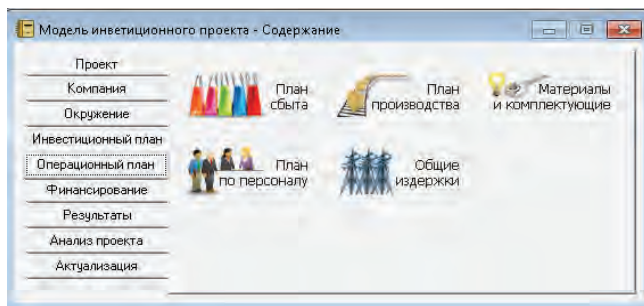 Модель инветиционного проекта - Содержание
Проект
Компания
Окружение
Инвестиционный план
Операционный план
Финансирование
Результаты
Анализ проекта
Актуализация
План
сбыта
План
производства
Материалы
и комплектующие
План
по персоналу
Общие
издержки